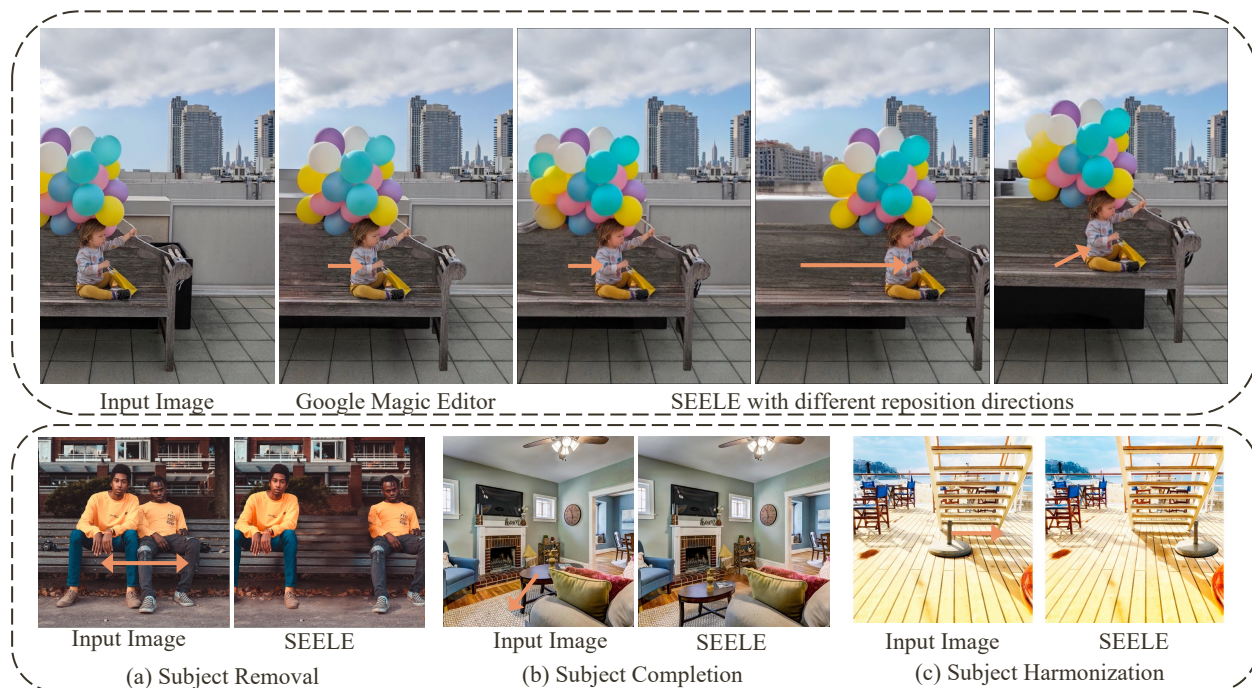 Input Image
Google Magic Editor
SEELE with different reposition directions
Input Image
SEELE
Input Image
SEELE
Input Image
SEELE
(a) Subject Removal
(b) Subject Completion
(c) Subject Harmonization